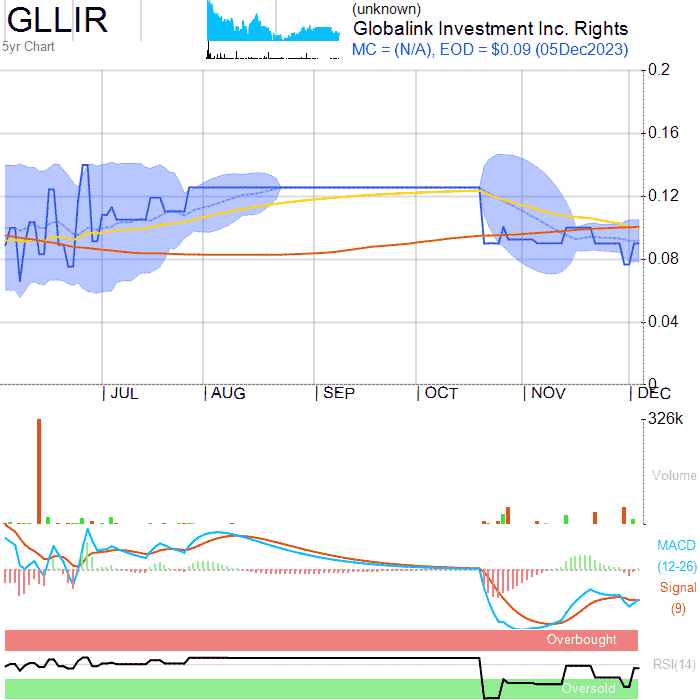 GLLIR
5yr Chart
(unknown)
Globalink Investment Inc. Rights
MC = (N/A), EOD = $0.09 (05Dec2023)
0.2
0.16
0.12
0.08
0.04
0
JUL AUG SEP OCT NOV DEC
326k
Volume
MACD
(12-26)
Signal
(9)
Overbought
RSI(14)
Oversold